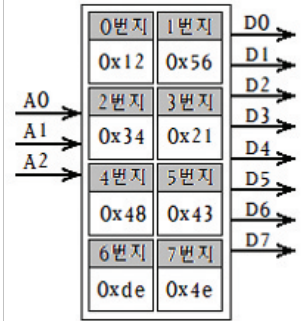 0번지 1번지
0x12 0x56
2번지 3번지
0x34 0x21
4번지 5번지
0x48 0x43
6번지 7번지
0xde 0x4e
A0
A1
A2
D0
D1
D2
D3
D4
D5
D6
D7